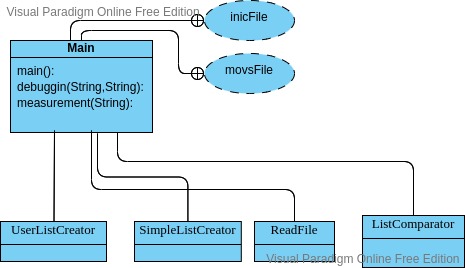 Visual Paradigm Online Free Edition
inicFile
Main
main():
debuggin(String,String):
measurement(String):
movsFile
UserListCreator
SimpleListCreator
ReadFile
ListComparator
Visual Paradigm Online Free Edition